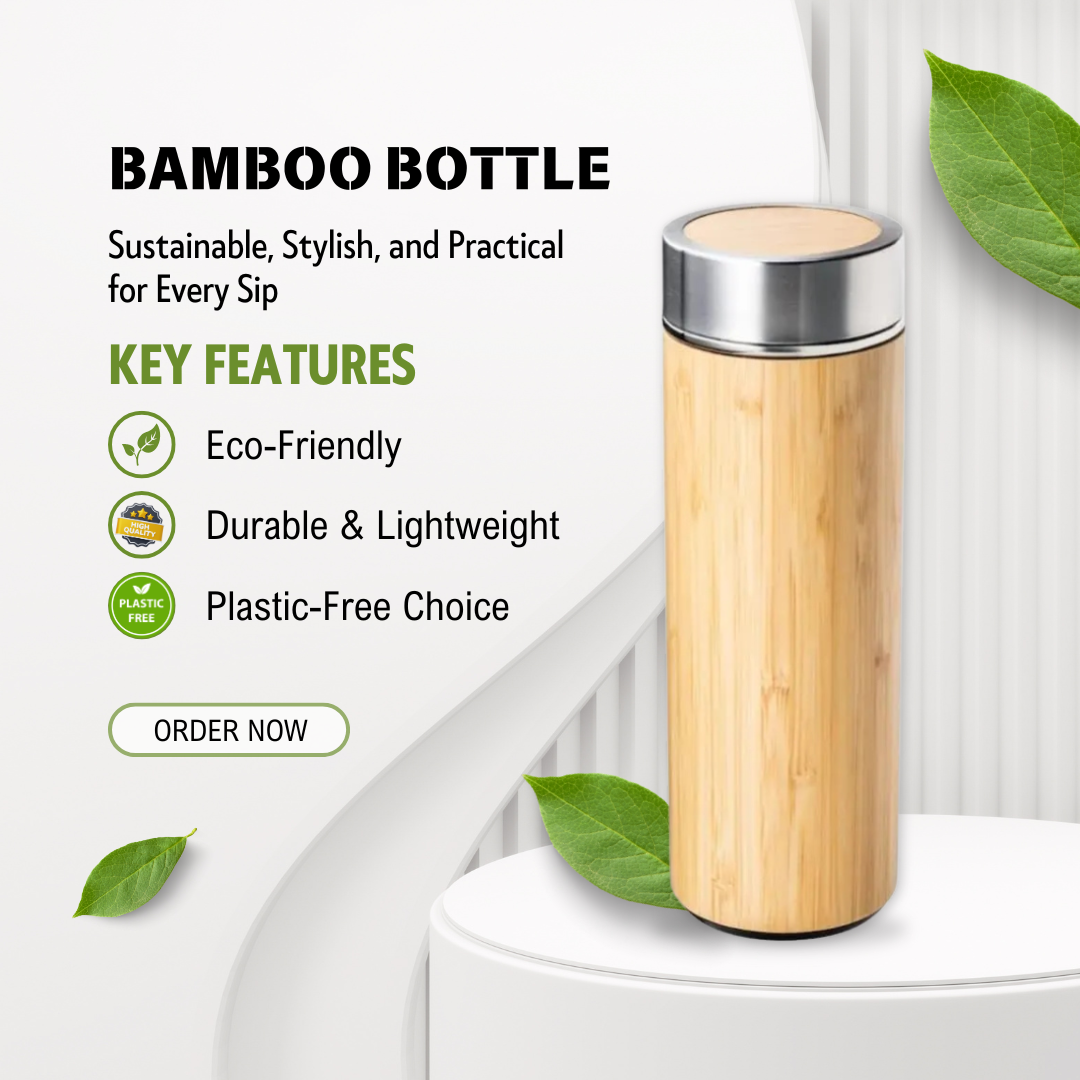 BAMBOO BOTTLE
Sustainable, Stylish, and Practical
for Every Sip
KEY FEATURES
Eco-Friendly
HIGH
QUALITY
Durable & Lightweight
PLASTIC
FREE
Plastic-Free Choice
ORDER NOW